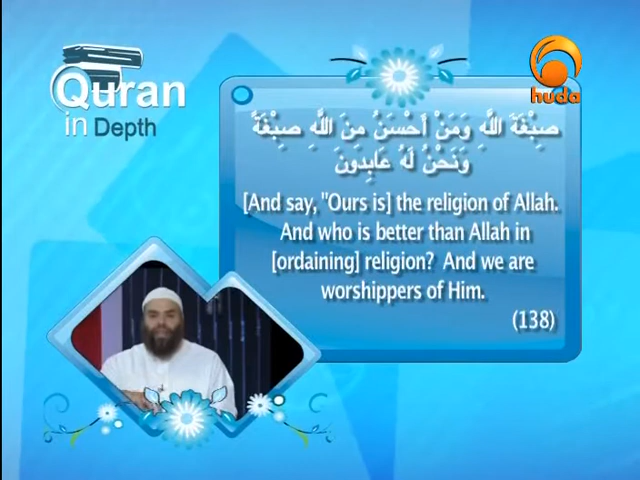 Quran
in Depth
huda
صِبْغَةَ اللَّهِ وَمَنْ أَحْسَنُ مِنَ اللَّهِ صِبْغَةً
وَنَحْنُ لَهُ عَابِدُونَ
[And say, "Ours is] the religion of Allah.
And who is better than Allah in
[ordaining] religion?  And we are
worshippers of Him.
(138)